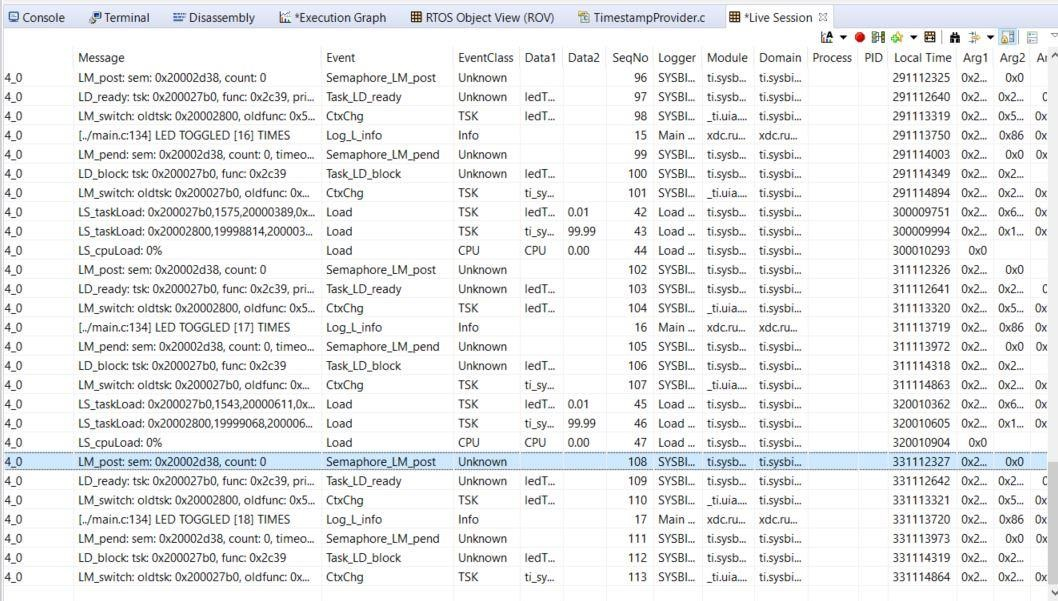 Console Terminal Disassembly *Execution Graph RTOS Object View (ROV) TimestampProvider.c *Live Session
Message Event EventClass Data1 Data2 SeqNo Logger Module Domain Process PID Local Time Arg1 Arg2 Ar
4_0 LM_post: sem: 0x20002d38, count: 0 Semaphore_LM_post Unknown 96 SYSBI... ti.sysb... ti.sysbi... 291112325 0x2... 0x0
4_0 LD_ready: tsk: 0x200027b0, func: 0x2c39, pri... Task_LD_ready Unknown ledT... 97 SYSBI... ti.sysb... ti.sysbi... 291112640 0x2... 0x2... 0
4_0 LM_switch: oldtsk: 0x20002800, oldfunc: 0x5... CtxChg TSK ledT... 98 SYSBI... _ti.uia.... ti.sysbi... 291113319 0x2... 0x5... 0x
4_0 [../main.c:134] LED TOGGLED [16] TIMES Log_L_info Info 15 Main ... xdc.ru... xdc.ru... 291113750 0x2... 0x86 0x
4_0 LM_pend: sem: 0x20002d38, count: 0, timeo... Semaphore_LM_pend Unknown 99 SYSBI... ti.sysb... ti.sysbi... 291114003 0x2... 0x0 0x
4_0 LD_block: tsk: 0x200027b0, func: 0x2c39 Task_LD_block Unknown ledT... 100 SYSBI... ti.sysb... ti.sysbi... 291114349 0x2... 0x2...
4_0 LM_switch: oldtsk: 0x200027b0, oldfunc: 0x... CtxChg TSK ti_sy... 101 SYSBI... _ti.uia.... ti.sysbi... 291114894 0x2... 0x2... 0x
4_0 LS_taskLoad: 0x200027b0,1575,20000389,0x... Load TSK ledT... 0.01 42 Load ... ti.sysb... ti.sysbi... 300009751 0x2... 0x6... 0x
4_0 LS_taskLoad: 0x20002800,19998814,200003... Load TSK ti_sy... 99.99 43 Load ... ti.sysb... ti.sysbi... 300009994 0x2... 0x1... 0x
4_0 LS_cpuLoad: 0% Load CPU CPU 0.00 44 Load ... ti.sysb... ti.sysbi... 300010293 0x0
4_0 LM_post: sem: 0x20002d38, count: 0 Semaphore_LM_post Unknown 102 SYSBI... ti.sysb... ti.sysbi... 311112326 0x2... 0x0
4_0 LD_ready: tsk: 0x200027b0, func: 0x2c39, pri... Task_LD_ready Unknown ledT... 103 SYSBI... ti.sysb... ti.sysbi... 311112641 0x2... 0x2... 0
4_0 LM_switch: oldtsk: 0x20002800, oldfunc: 0x5... CtxChg TSK ledT... 104 SYSBI... _ti.uia.... ti.sysbi... 311113320 0x2... 0x5... 0x
4_0 [../main.c:134] LED TOGGLED [17] TIMES Log_L_info Info 16 Main ... xdc.ru... xdc.ru... 311113719 0x2... 0x86 0x
4_0 LM_pend: sem: 0x20002d38, count: 0, timeo... Semaphore_LM_pend Unknown 105 SYSBI... ti.sysb... ti.sysbi... 311113972 0x2... 0x0 0x
4_0 LD_block: tsk: 0x200027b0, func: 0x2c39 Task_LD_block Unknown ledT... 106 SYSBI... ti.sysb... ti.sysbi... 311114318 0x2... 0x2...
4_0 LM_switch: oldtsk: 0x200027b0, oldfunc: 0x... CtxChg TSK ti_sy... 107 SYSBI... _ti.uia.... ti.sysbi... 311114863 0x2... 0x2... 0x
4_0 LS_taskLoad: 0x200027b0,1543,20000611,0x... Load TSK ledT... 0.01 45 Load ... ti.sysb... ti.sysbi... 320010362 0x2... 0x6... 0x
4_0 LS_taskLoad: 0x20002800,19999068,200006... Load TSK ti_sy... 99.99 46 Load ... ti.sysb... ti.sysbi... 320010605 0x2... 0x1... 0x
4_0 LS_cpuLoad: 0% Load CPU CPU 0.00 47 Load ... ti.sysb... ti.sysbi... 320010904 0x0
4_0 LM_post: sem: 0x20002d38, count: 0 Semaphore_LM_post Unknown 108 SYSBI... ti.sysb... ti.sysbi... 331112327 0x2... 0x0
4_0 LD_ready: tsk: 0x200027b0, func: 0x2c39, pri... Task_LD_ready Unknown ledT... 109 SYSBI... ti.sysb... ti.sysbi... 331112642 0x2... 0x2... 0
4_0 LM_switch: oldtsk: 0x20002800, oldfunc: 0x5... CtxChg TSK ledT... 110 SYSBI... _ti.uia.... ti.sysbi... 331113321 0x2... 0x5... 0x
4_0 [../main.c:134] LED TOGGLED [18] TIMES Log_L_info Info 17 Main ... xdc.ru... xdc.ru... 331113720 0x2... 0x86 0x
4_0 LM_pend: sem: 0x20002d38, count: 0, timeo... Semaphore_LM_pend Unknown 111 SYSBI... ti.sysb... ti.sysbi... 331113973 0x2... 0x0 0x
4_0 LD_block: tsk: 0x200027b0, func: 0x2c39 Task_LD_block Unknown ledT... 112 SYSBI... ti.sysb... ti.sysbi... 331114319 0x2... 0x2...
4_0 LM_switch: oldtsk: 0x200027b0, oldfunc: 0x... CtxChg TSK ti_sy... 113 SYSBI... _ti.uia.... ti.sysbi... 331114864 0x2... 0x2... 0x